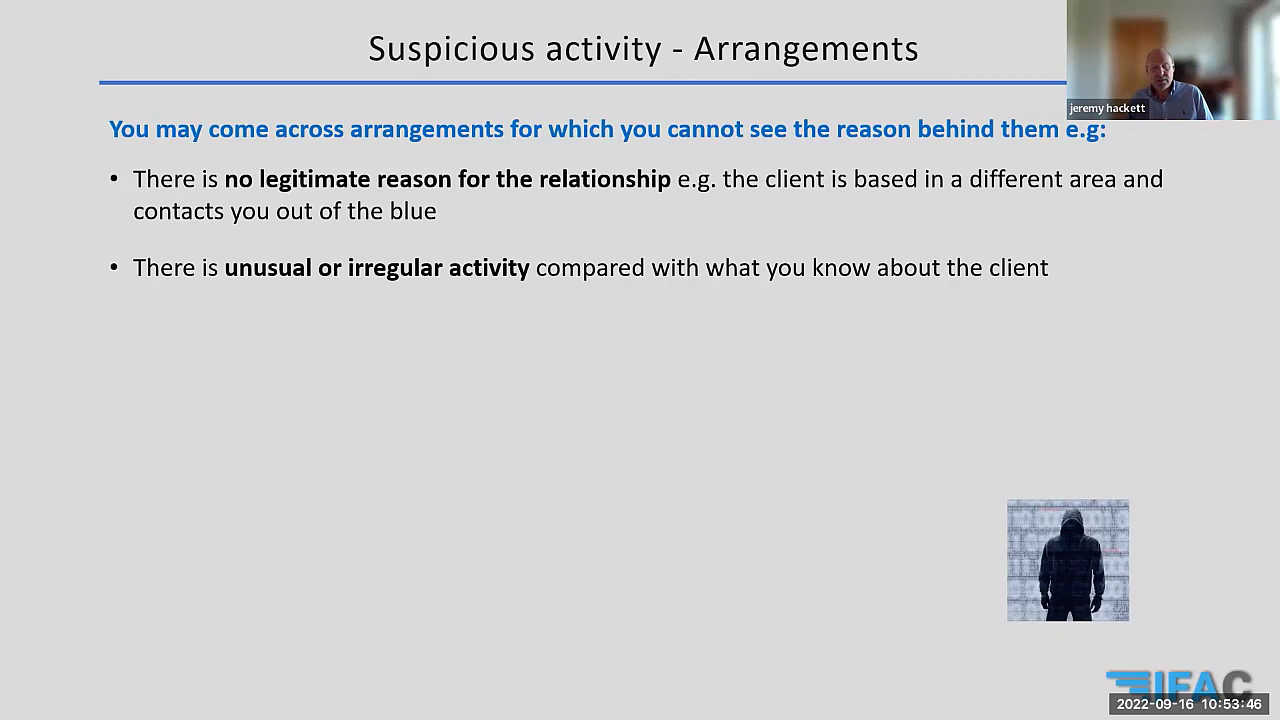 Suspicious activity - Arrangements
jeremy hackett
You may come across arrangements for which you cannot see the reason behind them e.g:
• There is no legitimate reason for the relationship e.g. the client is based in a different area and
contacts you out of the blue
• There is unusual or irregular activity compared with what you know about the client
IFAC
2022-09-16 10:53:46